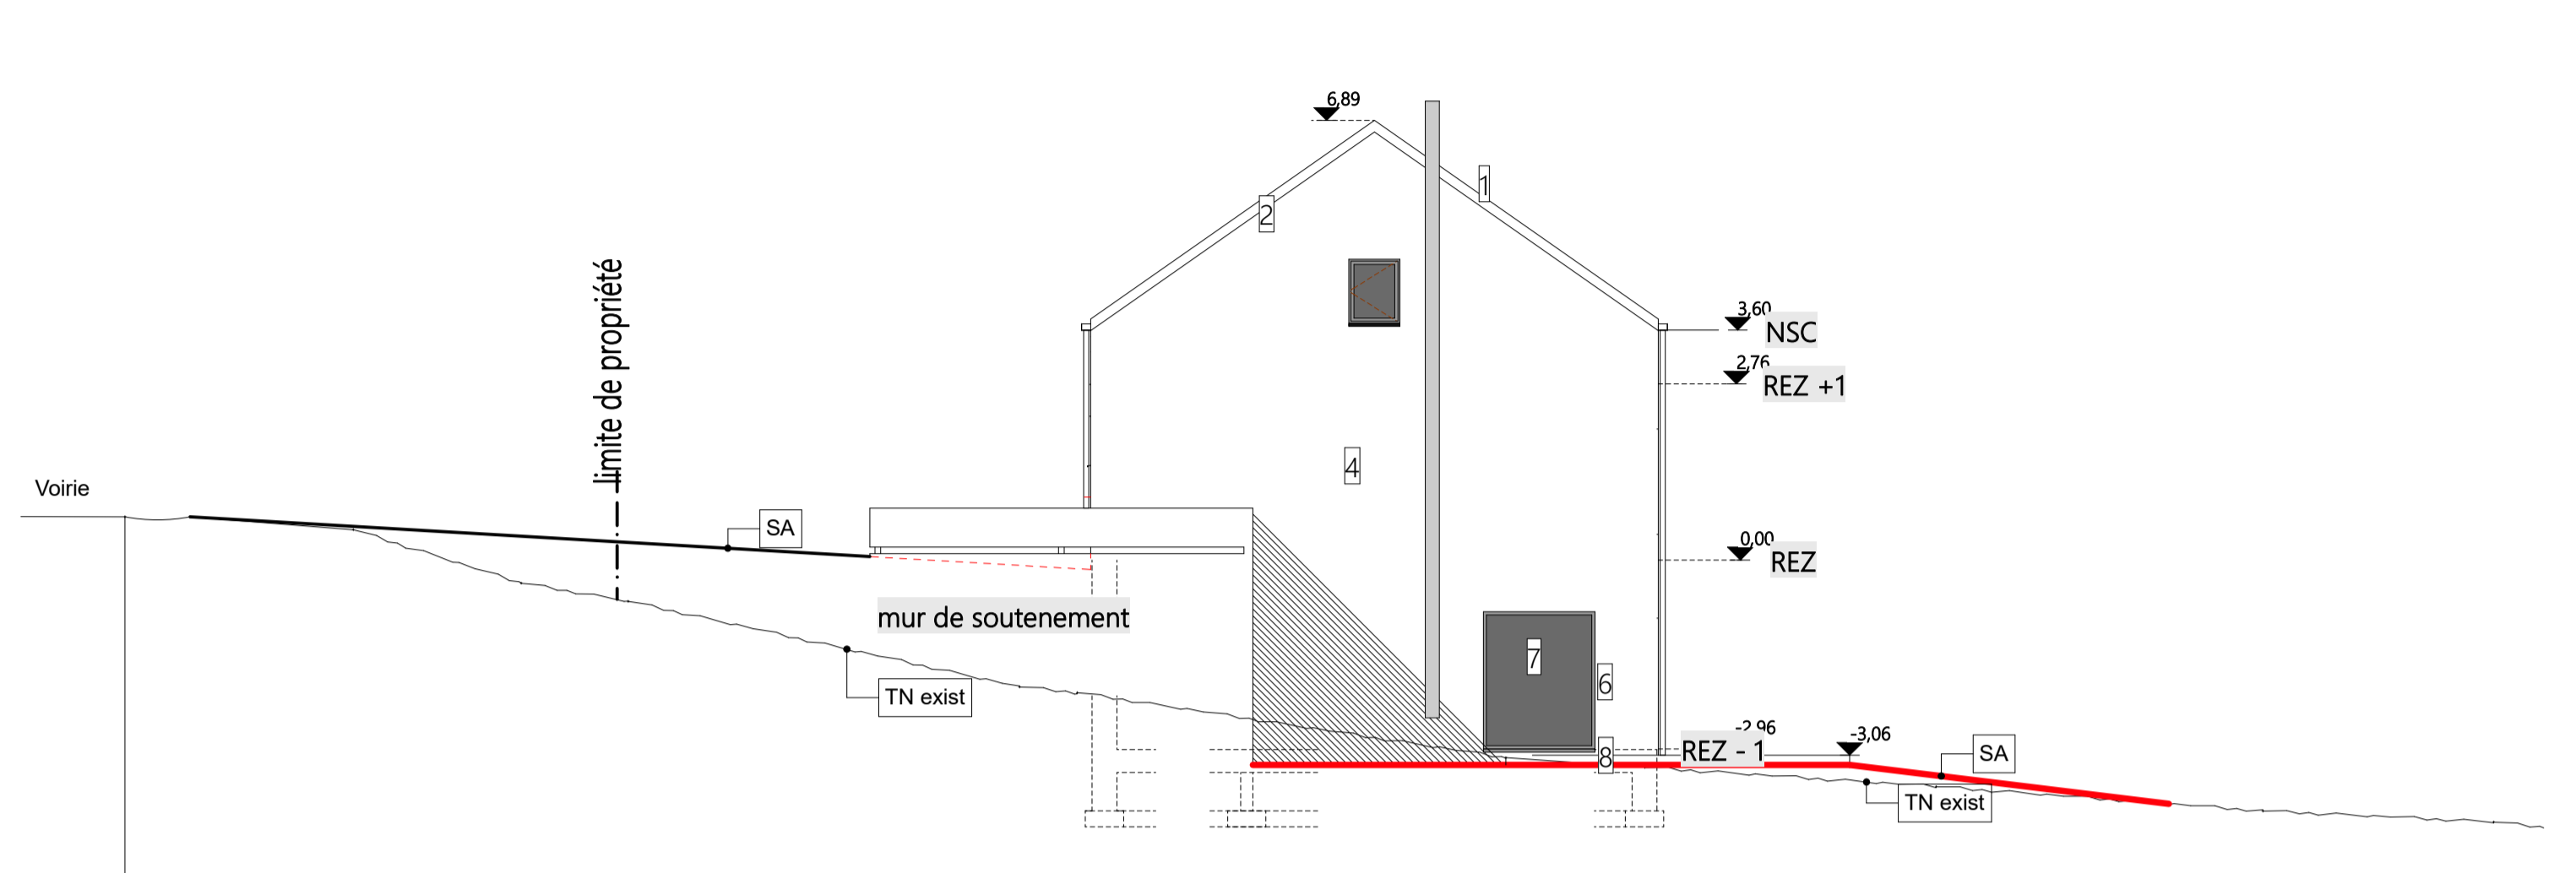 6,89
1
2
limite de propriété
3,60
NSC
2,76
REZ +1
4
Voirie
SA
0,00
REZ
mur de soutenement
7
6
TN exist
-2,96
-3,06
REZ - 1
8
SA
TN exist